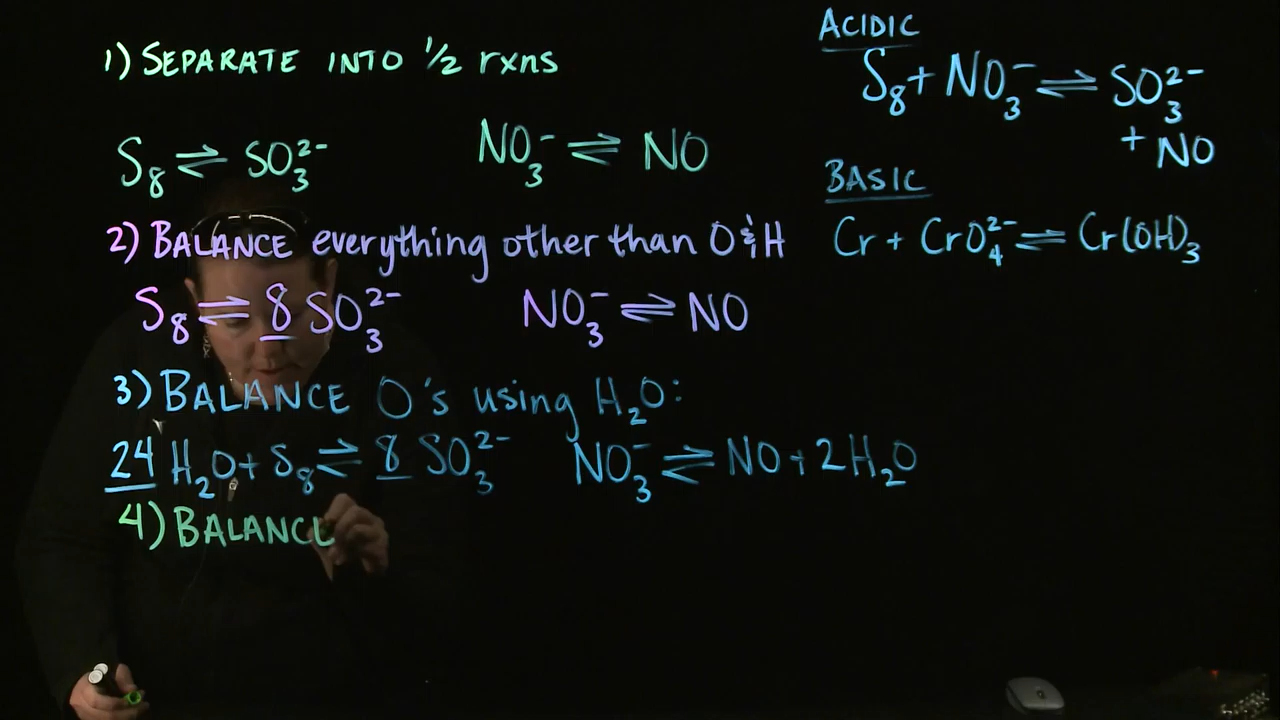 1) SEPARATE INTO 1/2 rxns
S₈ ⇌ SO₃²⁻ NO₃⁻ ⇌ NO
2) BALANCE everything other than O & H
S₈ ⇌ 8 SO₃²⁻ NO₃⁻ ⇌ NO
3) BALANCE O's using H₂O:
24 H₂O + S₈ ⇌ 8 SO₃²⁻ NO₃⁻ ⇌ NO + 2 H₂O
4) BALANCE
ACIDIC
S₈ + NO₃⁻ ⇌ SO₃²⁻
+ NO
BASIC
Cr + CrO₄²⁻ ⇌ Cr(OH)₃